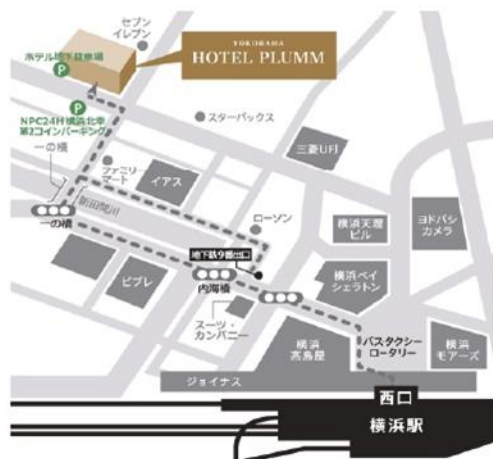 セブン
イレブン
YOKOHAMA
HOTEL PLUMM
ホテル地下駐車場
P
P
NPC24H横浜北幸
第2コインパーキング
スターバックス
一の橋
ファミリー
マート
イアス
三菱UFJ
新田間川
一の橋
ローソン
横浜天理
ビル
ヨドバシ
カメラ
地下鉄9番出口
ビブレ
内海橋
横浜ベイ
シェラトン
スーツ・
カンパニー
バスタクシー
ロータリー
横浜
高島屋
横浜
モアーズ
ジョイナス
西口
横浜駅